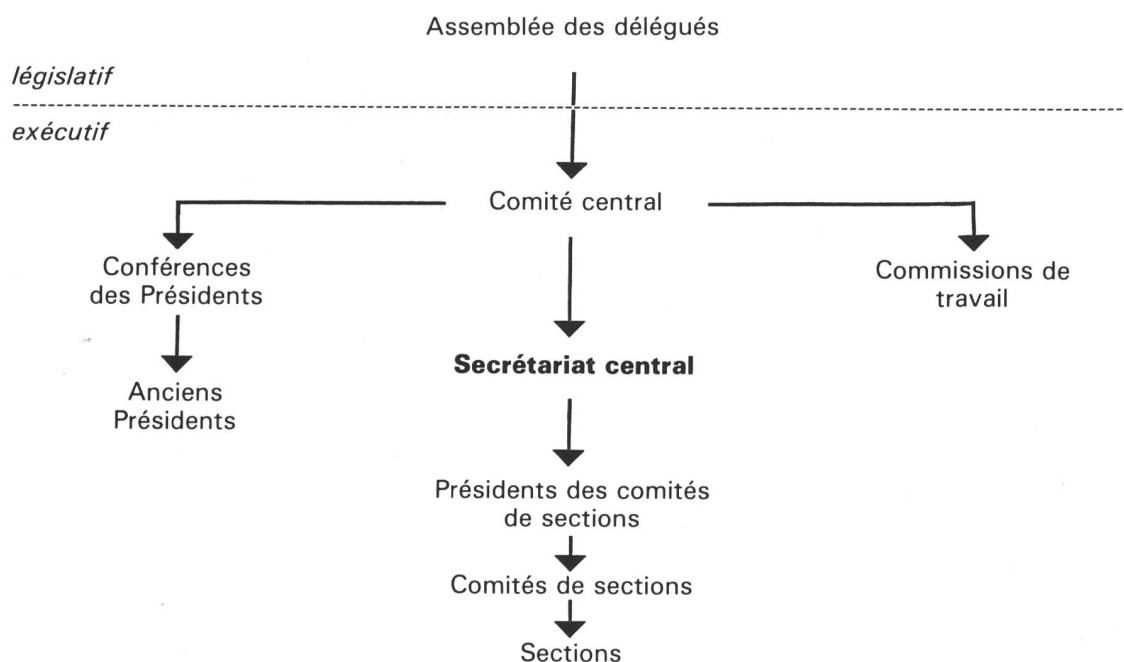 Assemblée des délégués
législatif
exécutif
Comité central
Conférences
des Présidents
Commissions de
travail
Secrétariat central
Anciens
Présidents
Présidents des comités
de sections
Comités de sections
Sections